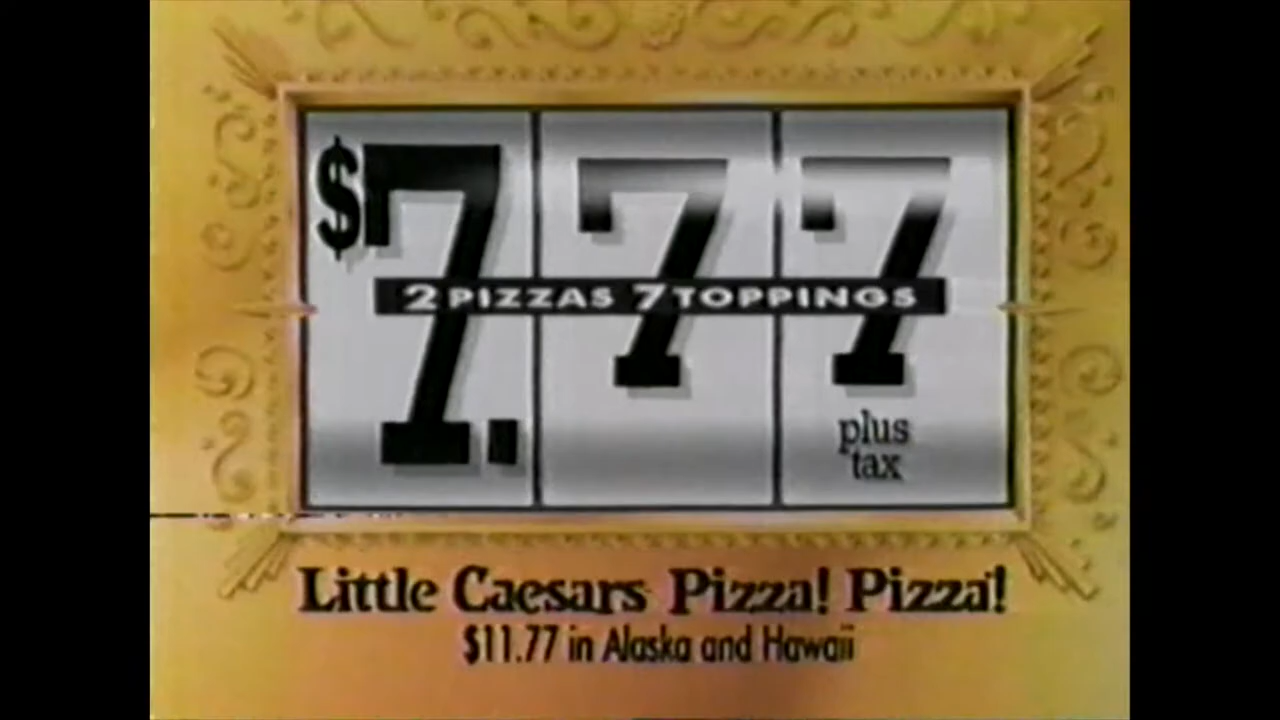 $7.77
2 PIZZAS 7 TOPPINGS
plus
tax
Little Caesars Pizza! Pizza!
$11.77 in Alaska and Hawaii